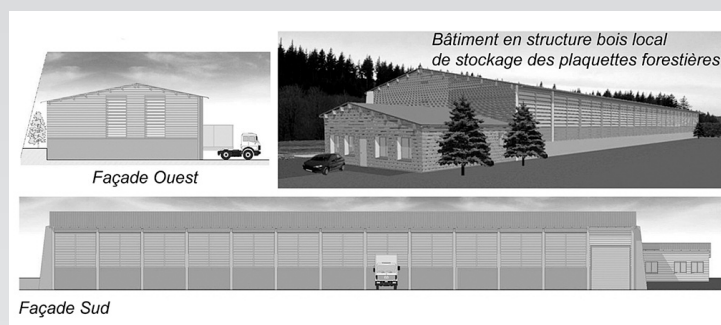 Bâtiment en structure bois local
de stockage des plaquettes forestières
Façade Ouest
Façade Sud